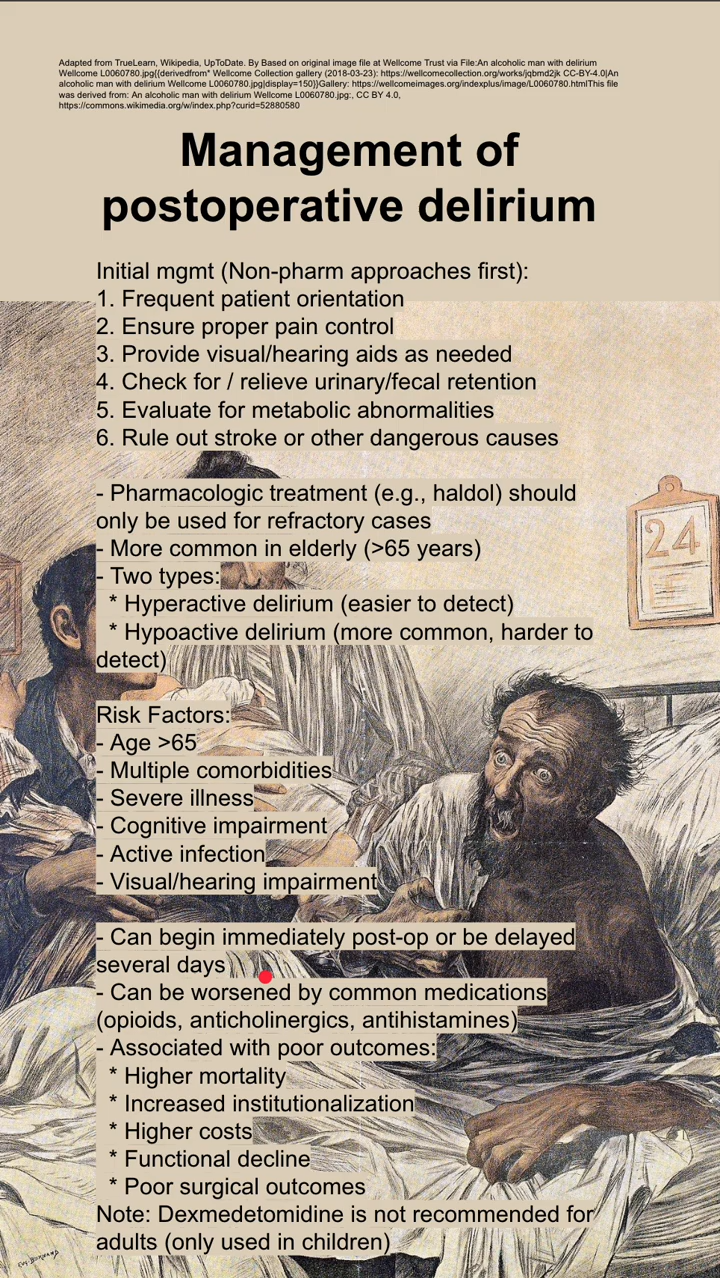 Adapted from TrueLearn, Wikipedia, UpToDate. By Based on original image file at Wellcome Trust via File:An alcoholic man with delirium
Wellcome L0060780.jpg{{derivedfrom* Wellcome Collection gallery (2018-03-23): https://wellcomecollection.org/works/jqbmd2jk CC-BY-4.0|An
alcoholic man with delirium Wellcome L0060780.jpg|display=150}}Gallery: https://wellcomeimages.org/indexplus/image/L0060780.htmlThis file
was derived from: An alcoholic man with delirium Wellcome L0060780.jpg:, CC BY 4.0,
https://commons.wikimedia.org/w/index.php?curid=52880580
Management of
postoperative delirium
Initial mgmt (Non-pharm approaches first):
1. Frequent patient orientation
2. Ensure proper pain control
3. Provide visual/hearing aids as needed
4. Check for / relieve urinary/fecal retention
5. Evaluate for metabolic abnormalities
6. Rule out stroke or other dangerous causes
- Pharmacologic treatment (e.g., haldol) should
only be used for refractory cases
- More common in elderly (>65 years)
- Two types:
* Hyperactive delirium (easier to detect)
* Hypoactive delirium (more common, harder to
detect)
24
Risk Factors:
- Age >65
- Multiple comorbidities
- Severe illness
- Cognitive impairment
- Active infection
- Visual/hearing impairment
- Can begin immediately post-op or be delayed
several days
- Can be worsened by common medications
(opioids, anticholinergics, antihistamines)
- Associated with poor outcomes:
* Higher mortality
* Increased institutionalization
* Higher costs
* Functional decline
* Poor surgical outcomes
Note: Dexmedetomidine is not recommended for
adults (only used in children)